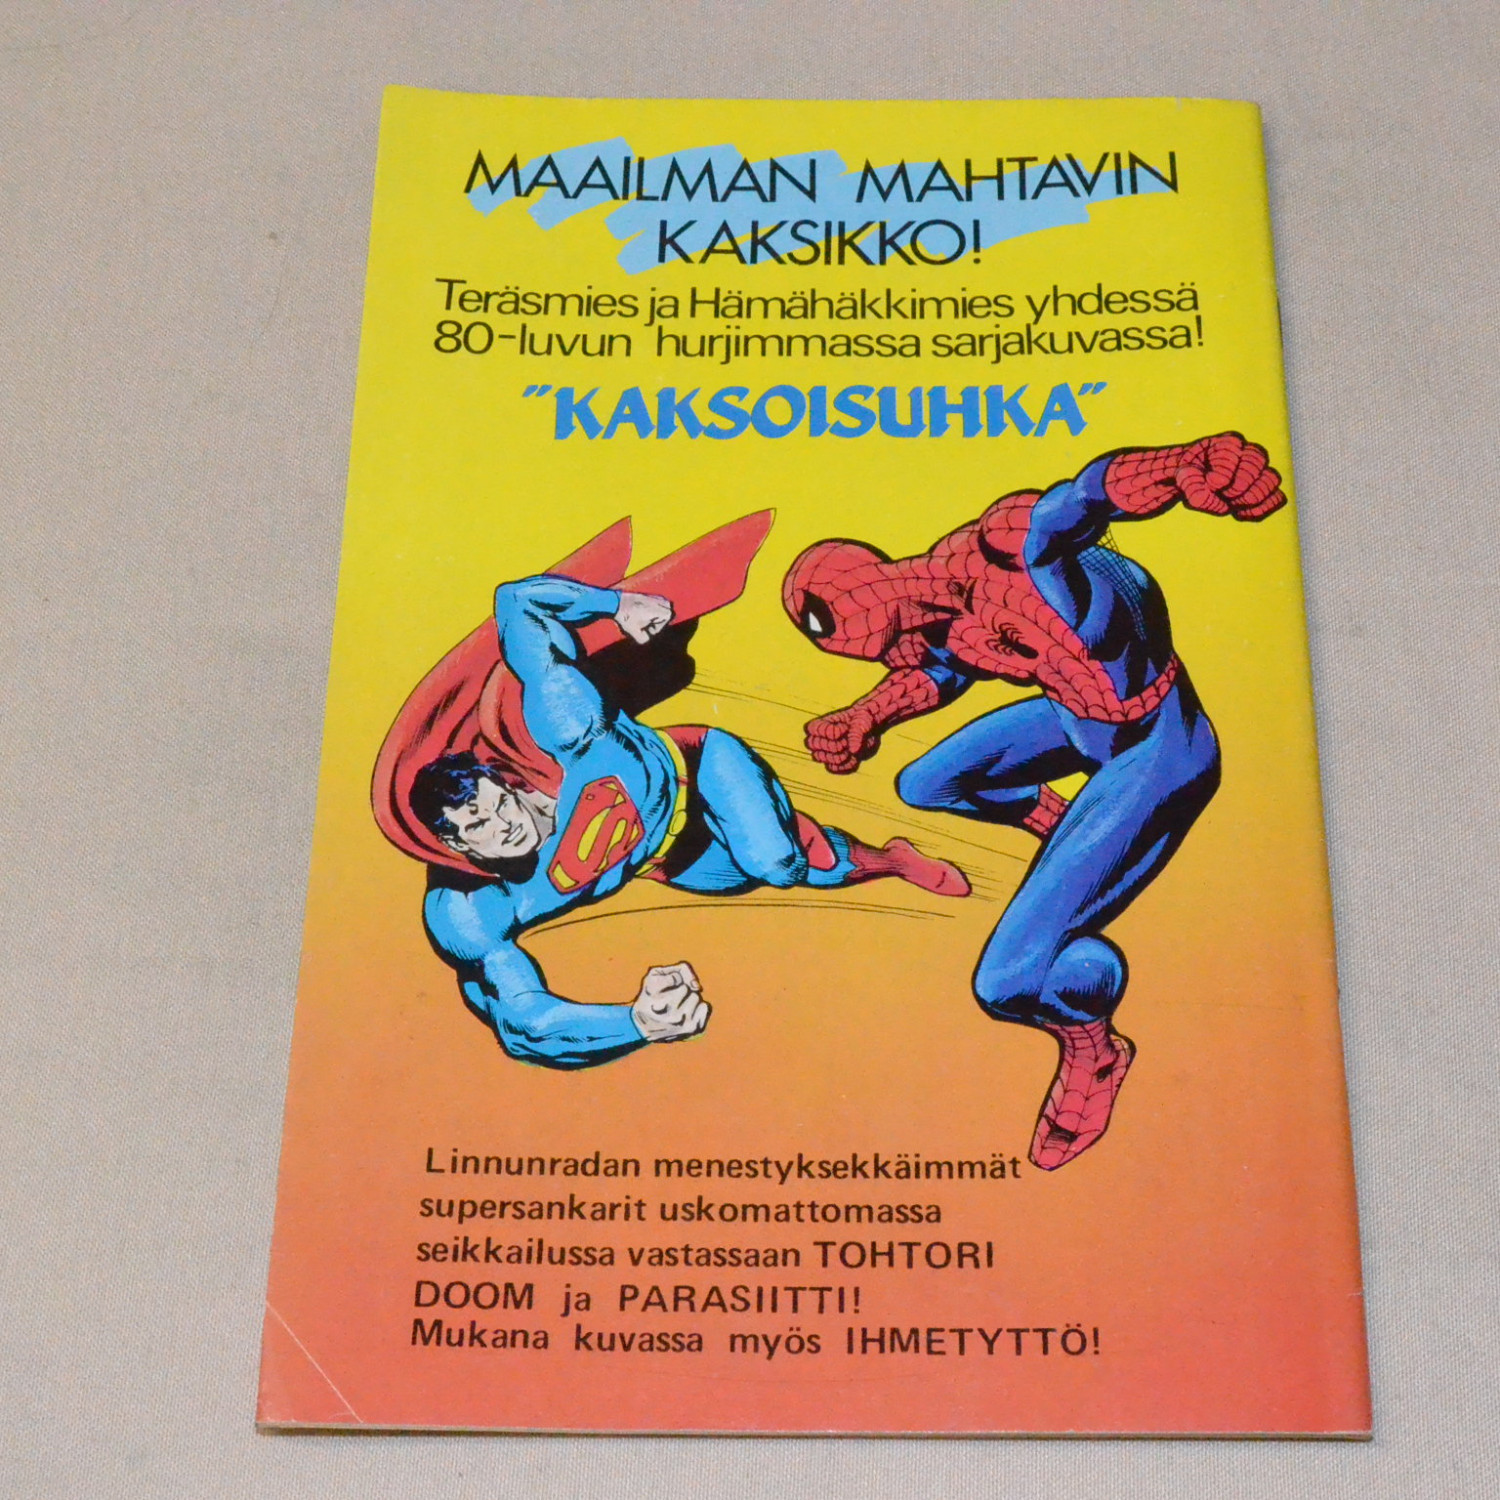 MAAILMAN MAHTAVIN
KAKSIKKO!
Teräsmies ja Hämähäkkimies yhdessä
80-luvun hurjimmassa sarjakuvassa!
"KAKSOISUHKA"
S
Linnunradan menestyksekkäimmät
supersankarit uskomattomassa
seikkailussa vastassaan TOHTORI
DOOM ja PARASIITTI!
Mukana kuvassa myös IHMETYTTÖ!